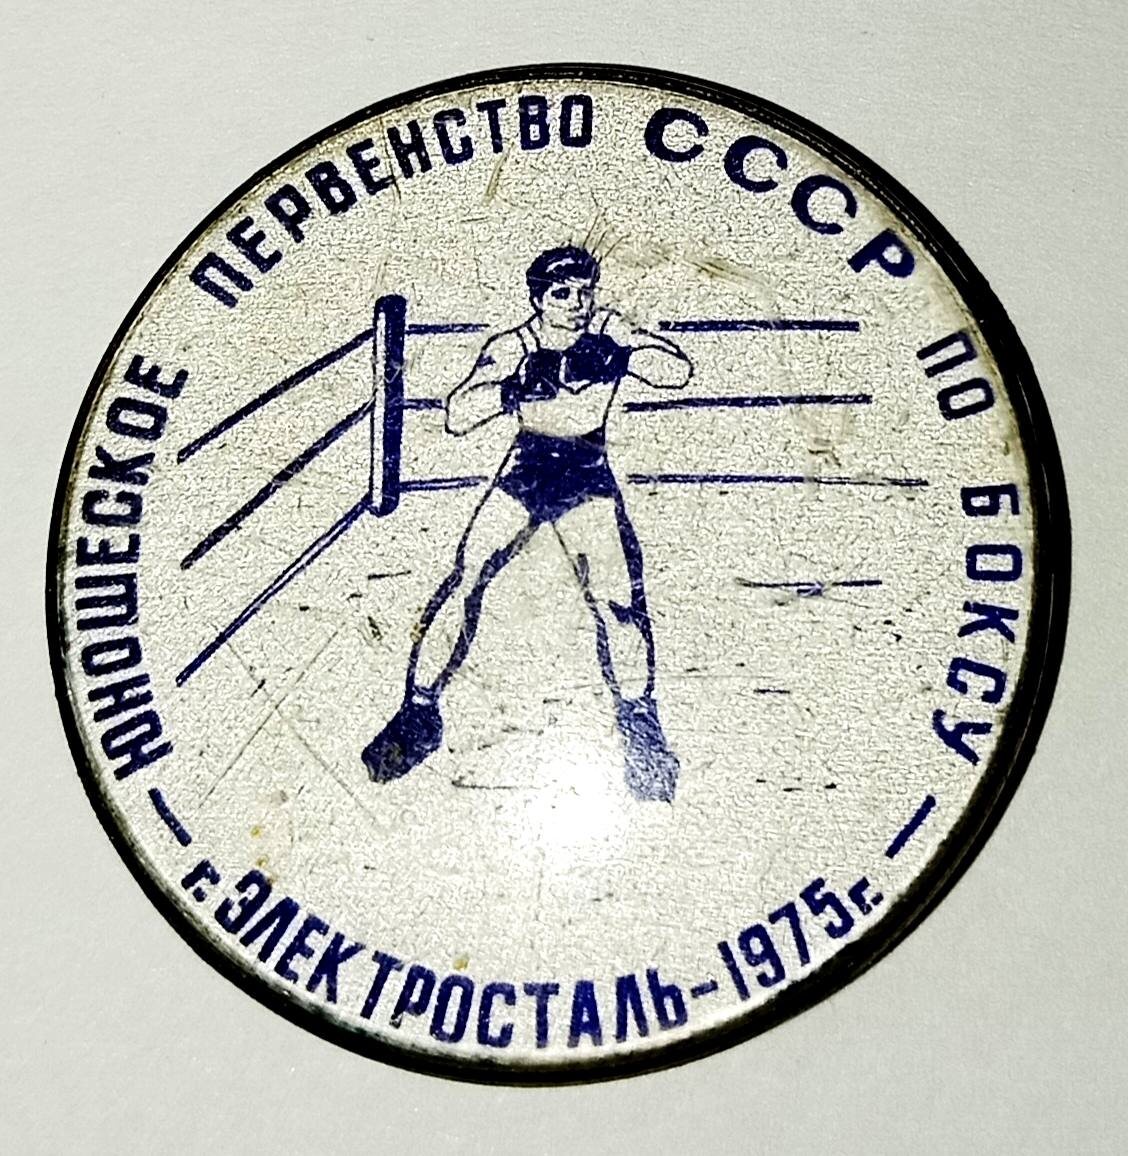 ЮНОШЕСКОЕ ПЕРВЕНСТВО СССР ПО БОКСУ
— г. ЭЛЕКТРОСТАЛЬ-1975г. —